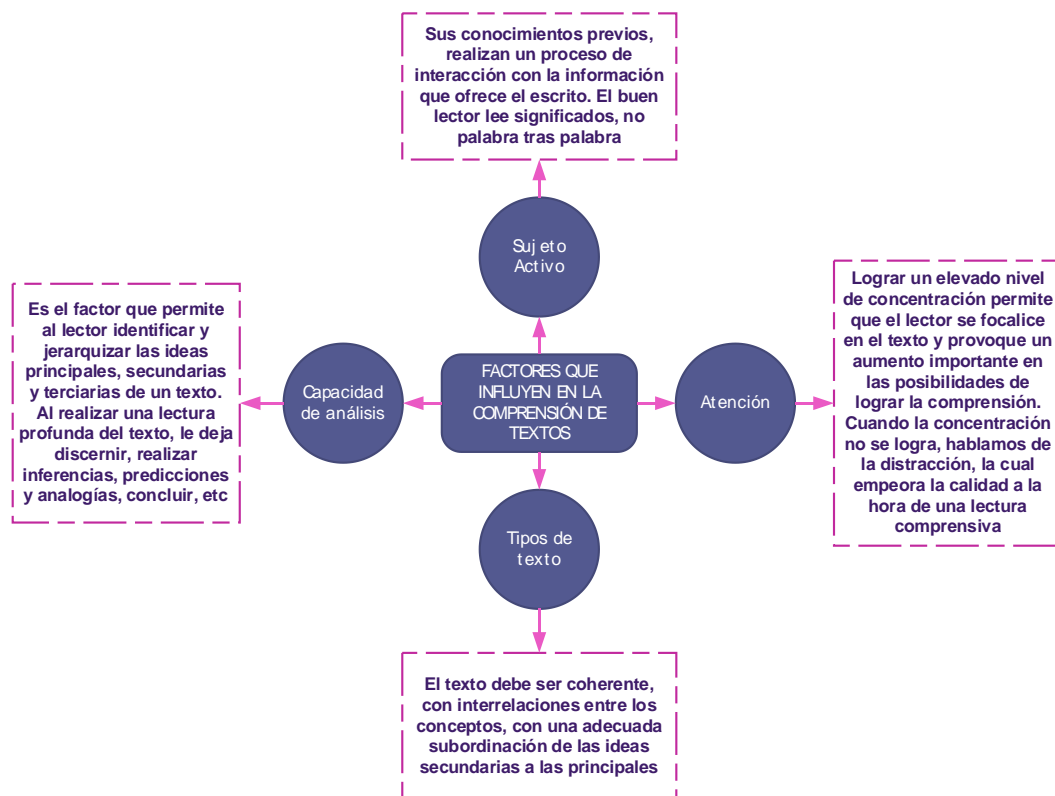 Sus conocimientos previos,
realizan un proceso de
interacción con la información
que ofrece el escrito. El buen
lector lee significados, no
palabra tras palabra
Sujeto
Activo
Es el factor que permite
al lector identificar y
jerarquizar las ideas
principales, secundarias
y terciarias de un texto.
Al realizar una lectura
profunda del texto, le deja
discernir, realizar
inferencias, predicciones
y analogías, concluir, etc
Capacidad
de análisis
FACTORES QUE
INFLUYEN EN LA
COMPRENSIÓN DE
TEXTOS
Atención
Lograr un elevado nivel
de concentración permite
que el lector se focalice
en el texto y provoque un
aumento importante en
las posibilidades de
lograr la comprensión.
Cuando la concentración
no se logra, hablamos de
la distracción, la cual
empeora la calidad a la
hora de una lectura
comprensiva
Tipos de
texto
El texto debe ser coherente,
con interrelaciones entre los
conceptos, con una adecuada
subordinación de las ideas
secundarias a las principales